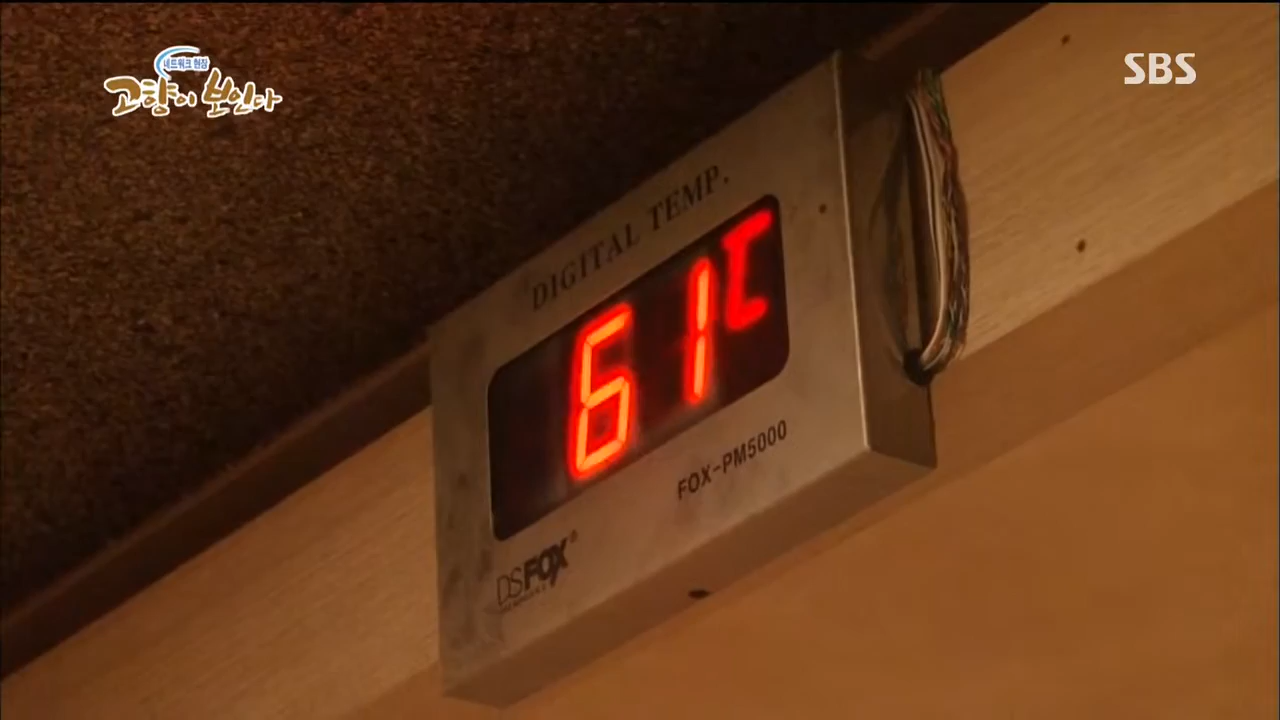 네트워크 현장
고향이 보인다
SBS
DIGITAL TEMP.
61℃
FOX-PM5000
DSFOX®